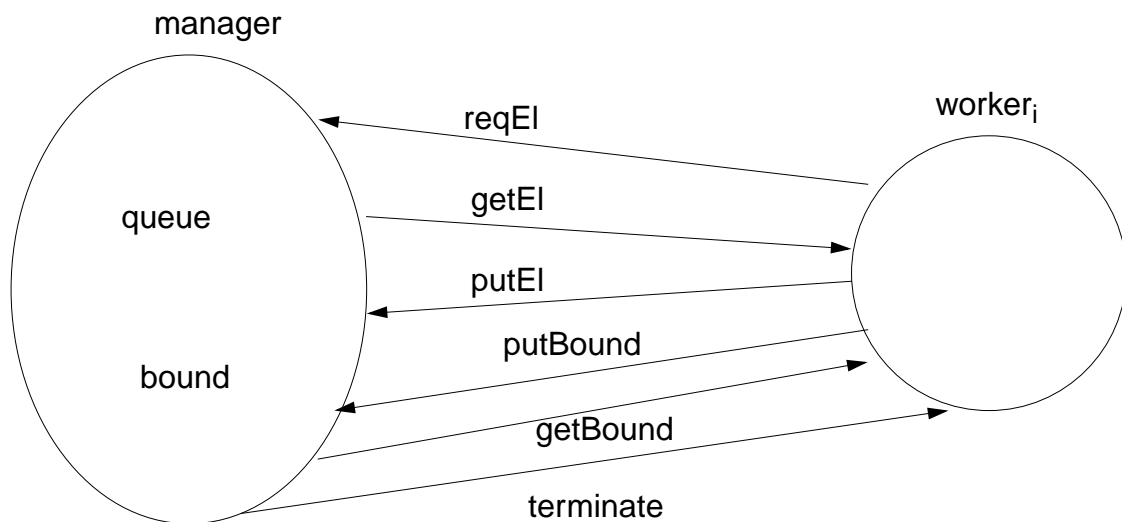 manager
worker_i
reqEl
getEl
queue
putEl
putBound
bound
getBound
terminate